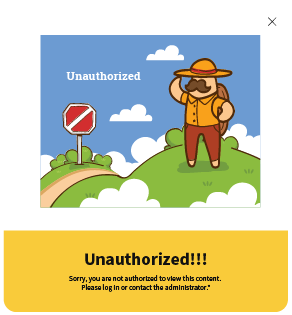 Unauthorized
Unauthorized!!!
Sorry, you are not authorized to view this content.
Please log in or contact the administrator."